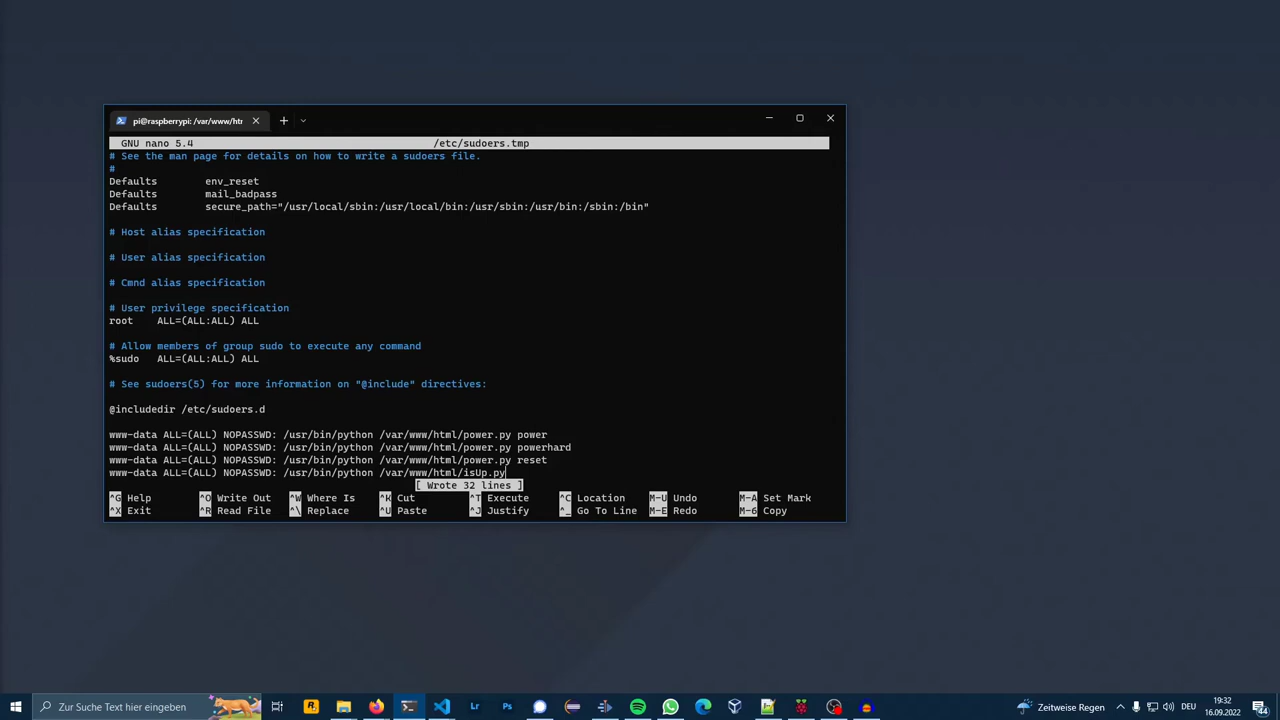 pi@raspberrypi: /var/www/htr
GNU nano 5.4 /etc/sudoers.tmp
# See the man page for details on how to write a sudoers file.
#
Defaults env_reset
Defaults mail_badpass
Defaults secure_path="/usr/local/sbin:/usr/local/bin:/usr/sbin:/usr/bin:/sbin:/bin"
# Host alias specification
# User alias specification
# Cmnd alias specification
# User privilege specification
root ALL=(ALL:ALL) ALL
# Allow members of group sudo to execute any command
%sudo ALL=(ALL:ALL) ALL
# See sudoers(5) for more information on "@include" directives:
@includedir /etc/sudoers.d
www-data ALL=(ALL) NOPASSWD: /usr/bin/python /var/www/html/power.py power
www-data ALL=(ALL) NOPASSWD: /usr/bin/python /var/www/html/power.py powerhard
www-data ALL=(ALL) NOPASSWD: /usr/bin/python /var/www/html/power.py reset
www-data ALL=(ALL) NOPASSWD: /usr/bin/python /var/www/html/isUp.py
[ Wrote 32 lines ]
^G Help ^O Write Out ^W Where Is ^K Cut ^T Execute ^C Location M-U Undo M-A Set Mark
^X Exit ^R Read File ^\ Replace ^U Paste ^J Justify ^_ Go To Line M-E Redo M-6 Copy
Zur Suche Text hier eingeben
R
Lr
Ps
Zeitweise Regen
DEU
19:32
16.09.2022
44